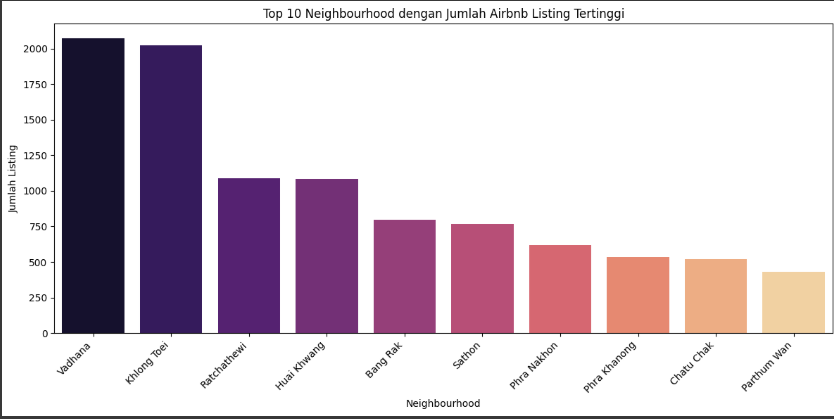 Top 10 Neighbourhood dengan Jumlah Airbnb Listing Tertinggi
Jumlah Listing
2000
1750
1500
1250
1000
750
500
250
0
Vadhana
Khlong Toei
Ratchathewi
Huai Khwang
Bang Rak
Sathon
Phra Nakhon
Phra Khanong
Chatu Chak
Parthum Wan
Neighbourhood